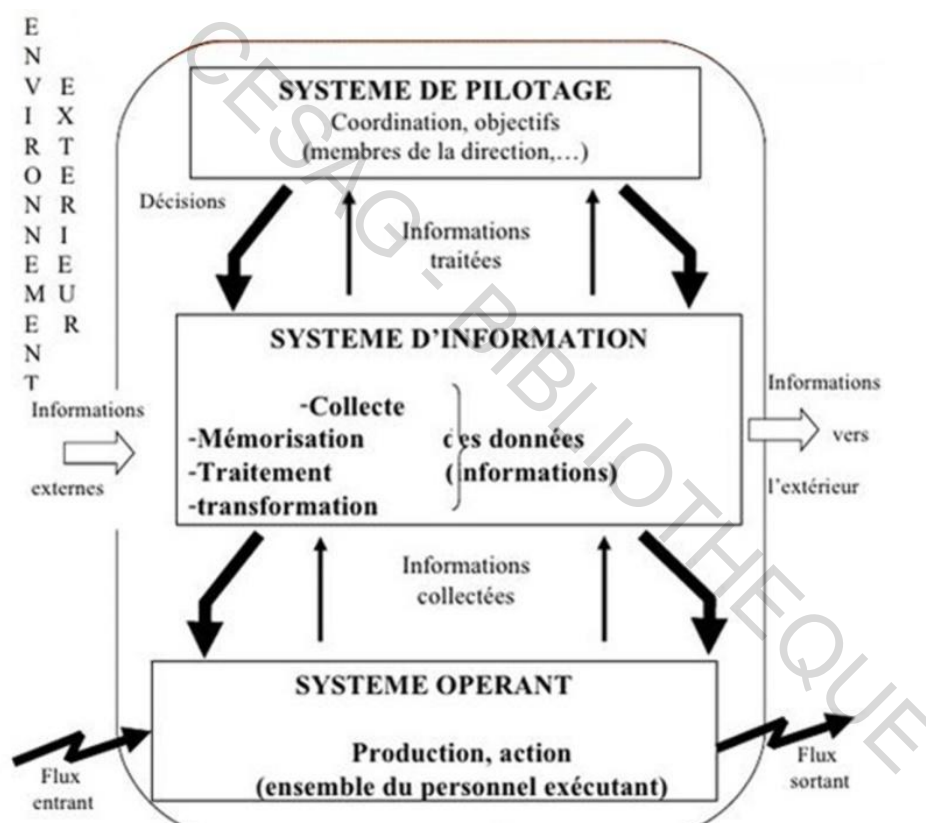 ENVIRONNEMENT
EXTERIEUR
SYSTEME DE PILOTAGE
Coordination, objectifs
(membres de la direction,...)
Décisions
Informations
traitées
SYSTEME D'INFORMATION
-Collecte
-Mémorisation
-Traitement
-transformation
des données
(informations)
Informations
externes
Informations
vers
l'extérieur
Informations
collectées
SYSTEME OPERANT
Production, action
(ensemble du personnel exécutant)
Flux
entrant
Flux
sortant
CESAG - BIBLIOTHEQUE